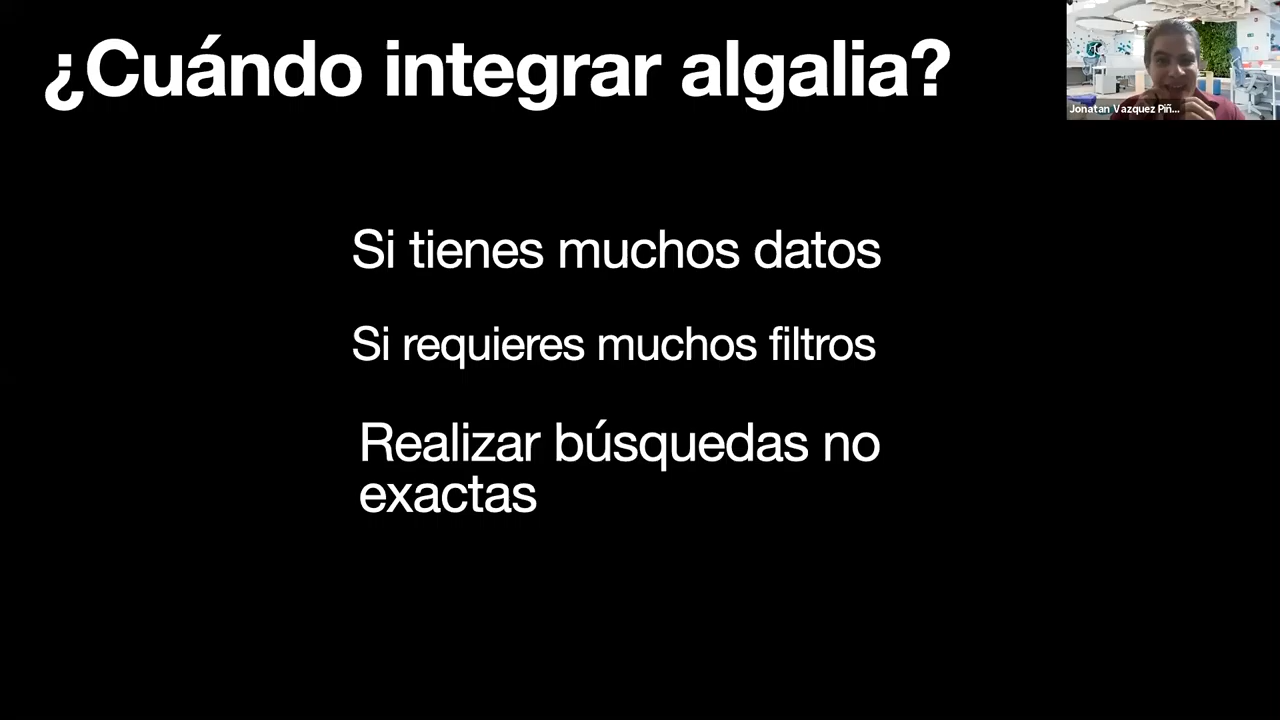 ¿Cuándo integrar algalia?
Jonatan Vazquez Piñ...
Si tienes muchos datos
Si requieres muchos filtros
Realizar búsquedas no
exactas